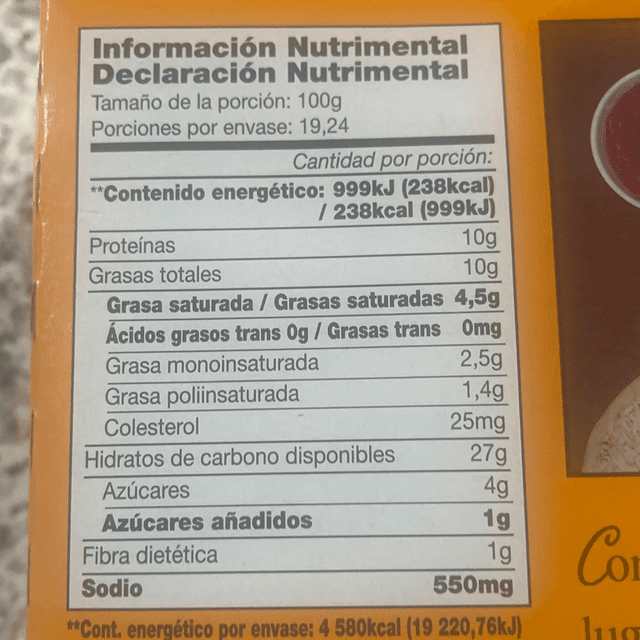 Información Nutrimental
Declaración Nutrimental
Tamaño de la porción: 100g
Porciones por envase: 19,24
Cantidad por porción:
**Contenido energético: 999kJ (238kcal)
/ 238kcal (999kJ)
Proteínas 10g
Grasas totales 10g
Grasa saturada / Grasas saturadas 4,5g
Ácidos grasos trans 0g / Grasas trans 0mg
Grasa monoinsaturada 2,5g
Grasa poliinsaturada 1,4g
Colesterol 25mg
Hidratos de carbono disponibles 27g
Azúcares 4g
Azúcares añadidos 1g
Fibra dietética 1g
Sodio 550mg
**Cont. energético por envase: 4 580kcal (19 220,76kJ)